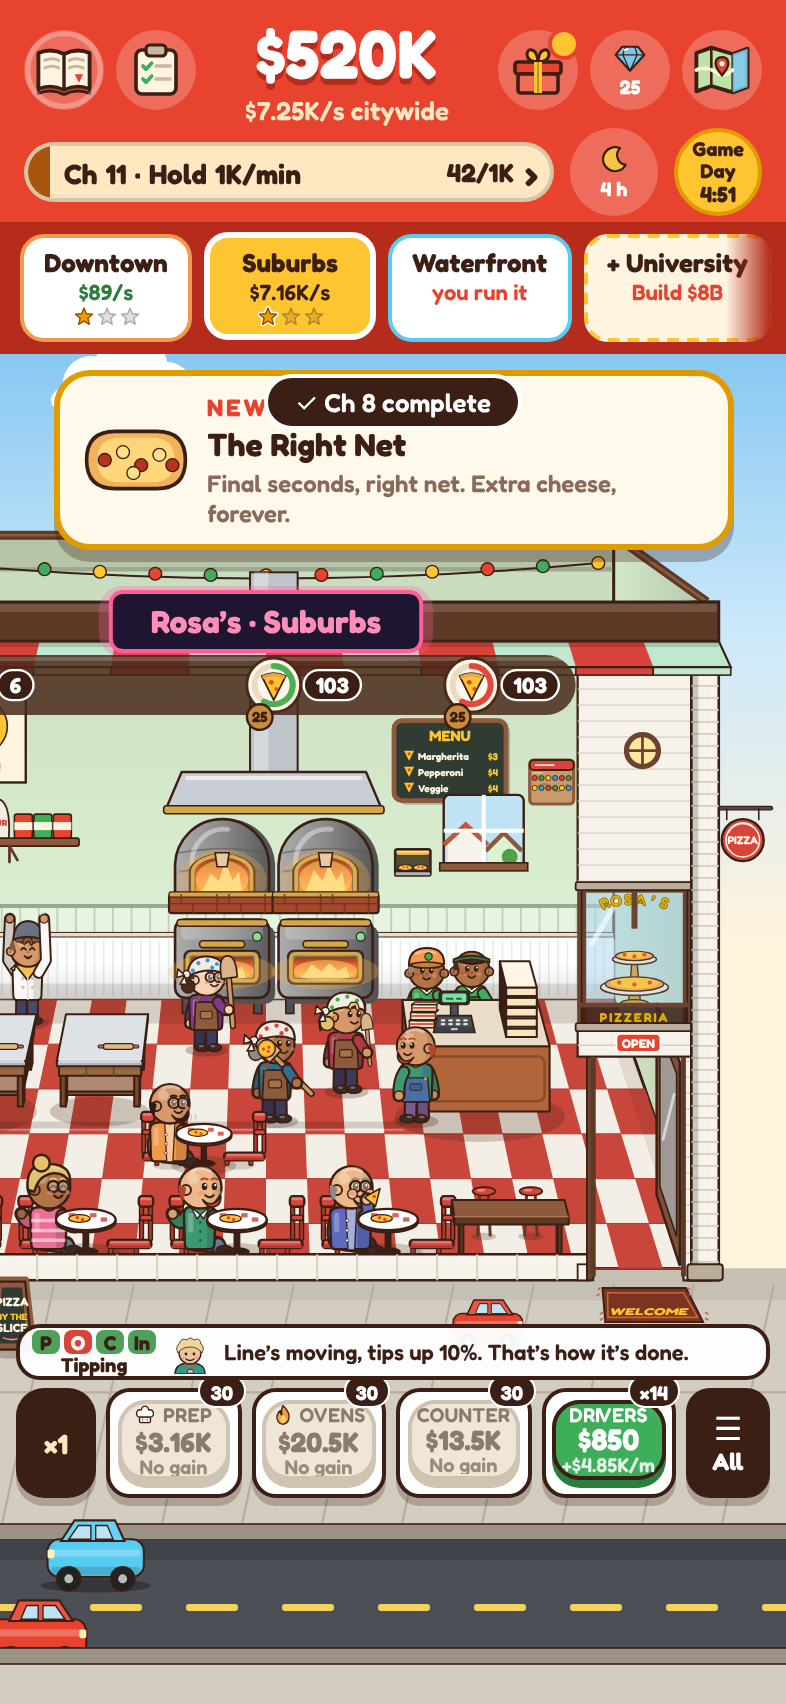 $520K
$7.25K/s citywide
25
Ch 11 · Hold 1K/min
42/1K
4 h
Game
Day
4:51
Downtown
$89/s
Suburbs
$7.16K/s
Waterfront
you run it
+ University
Build $8B
NEW
Ch 8 complete
The Right Net
Final seconds, right net. Extra cheese,
forever.
Rosa's · Suburbs
6
103
103
25
25
MENU
Margherita $3
Pepperoni $4
Veggie $4
PIZZA
ROSA'S
PIZZERIA
OPEN
PIZZA
BY THE
SLICE
WELCOME
P O C In
Tipping
Line's moving, tips up 10%. That's how it's done.
x1
30
PREP
$3.16K
No gain
30
OVENS
$20.5K
No gain
30
COUNTER
$13.5K
No gain
x14
DRIVERS
$850
+$4.85K/m
All